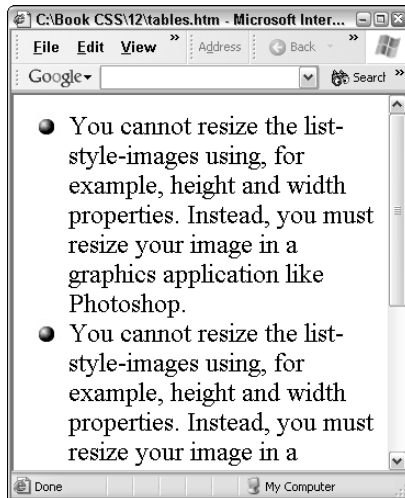 C:\Book CSS\12\tables.htm - Microsoft Inter...
File Edit View » Address Back »
Google Search »
You cannot resize the list-
style-images using, for
example, height and width
properties. Instead, you must
resize your image in a
graphics application like
Photoshop.
You cannot resize the list-
style-images using, for
example, height and width
properties. Instead, you must
resize your image in a
Done My Computer